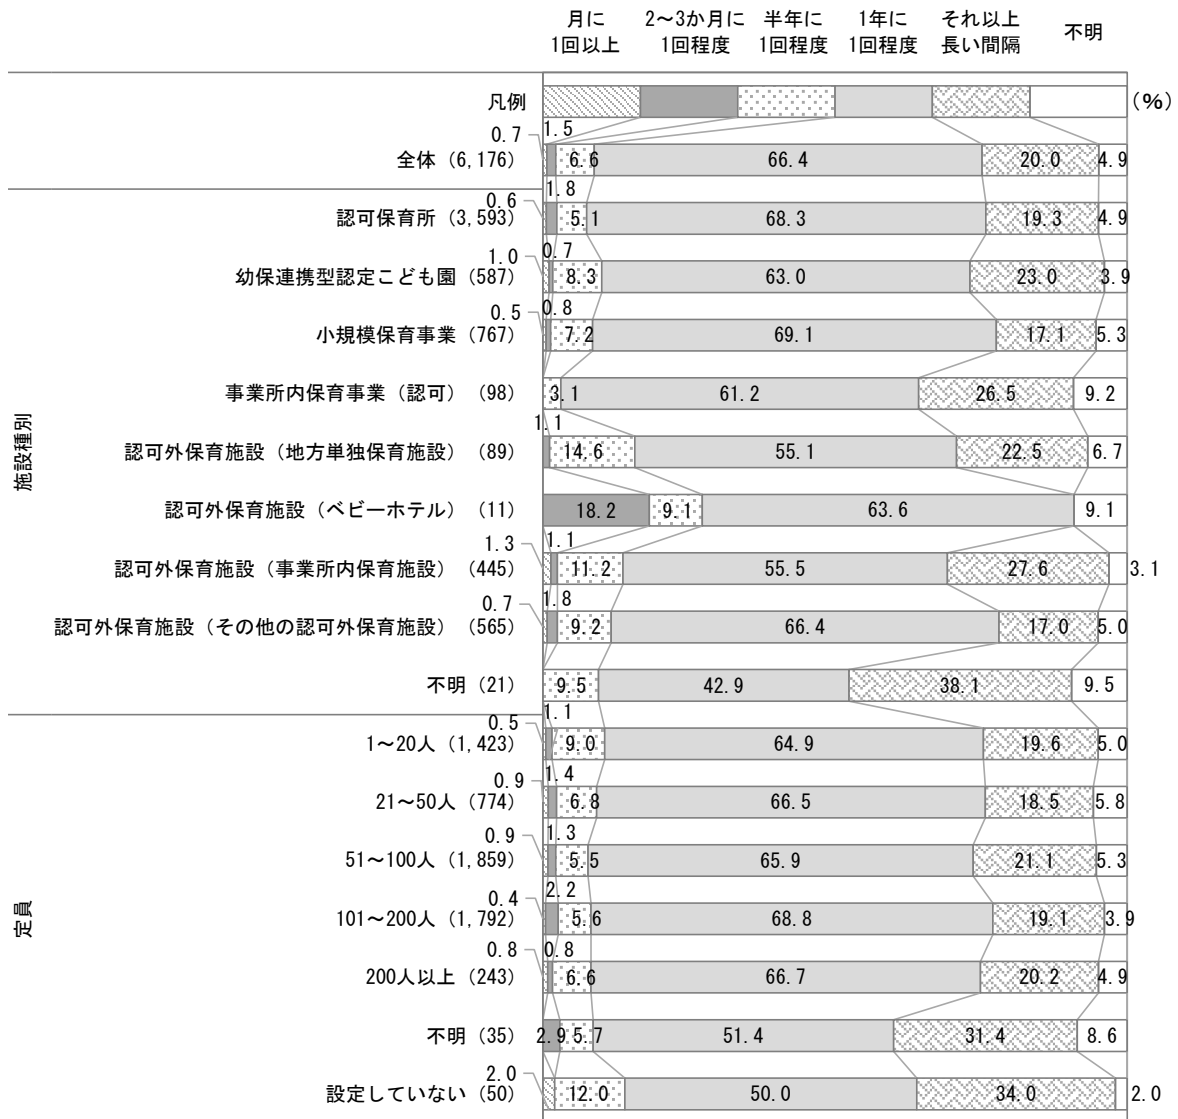 月に 2～3か月に 半年に 1年に それ以上 不明
1回以上 1回程度 1回程度 1回程度 長い間隔
凡例 (%)
0.7 1.5
全体（6,176） 6.6 66.4 20.0 4.9
施設種別
0.6 1.8
認可保育所（3,593） 5.1 68.3 19.3 4.9
1.0 0.7
幼保連携型認定こども園（587） 8.3 63.0 23.0 3.9
0.5 0.8
小規模保育事業（767） 7.2 69.1 17.1 5.3
事業所内保育事業（認可）（98） 3.1 61.2 26.5 9.2
1.1
認可外保育施設（地方単独保育施設）（89） 14.6 55.1 22.5 6.7
認可外保育施設（ベビーホテル）（11） 18.2 9.1 63.6 9.1
1.3 1.1
認可外保育施設（事業所内保育施設）（445） 11.2 55.5 27.6 3.1
0.7 1.8
認可外保育施設（その他の認可外保育施設）（565） 9.2 66.4 17.0 5.0
不明（21） 9.5 42.9 38.1 9.5
定員
0.5 1.1
1～20人（1,423） 9.0 64.9 19.6 5.0
0.9 1.4
21～50人（774） 6.8 66.5 18.5 5.8
0.9 1.3
51～100人（1,859） 5.5 65.9 21.1 5.3
0.4 2.2
101～200人（1,792） 5.6 68.8 19.1 3.9
0.8 0.8
200人以上（243） 6.6 66.7 20.2 4.9
不明（35） 2.9 5.7 51.4 31.4 8.6
2.0
設定していない（50） 12.0 50.0 34.0 2.0